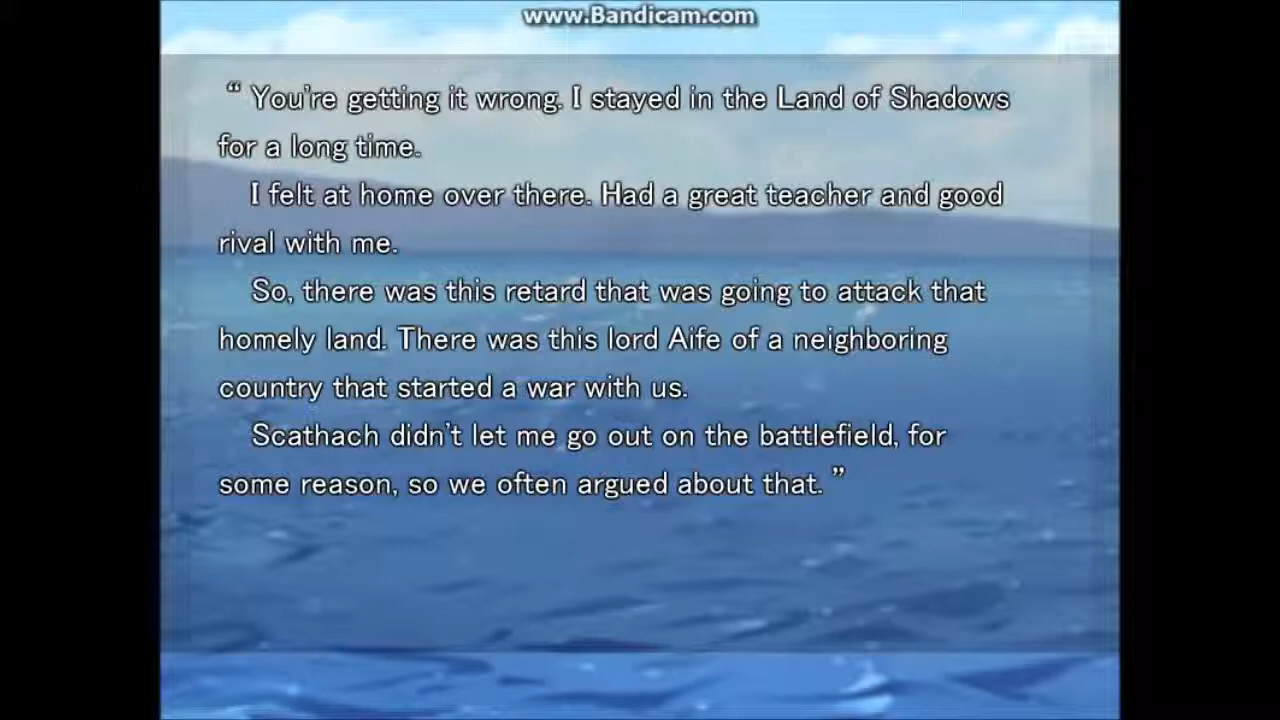 www.Bandicam.com
“ You're getting it wrong. I stayed in the Land of Shadows
for a long time.
I felt at home over there. Had a great teacher and good
rival with me.
So, there was this retard that was going to attack that
homely land. There was this lord Aife of a neighboring
country that started a war with us.
Scathach didn't let me go out on the battlefield, for
some reason, so we often argued about that. ”